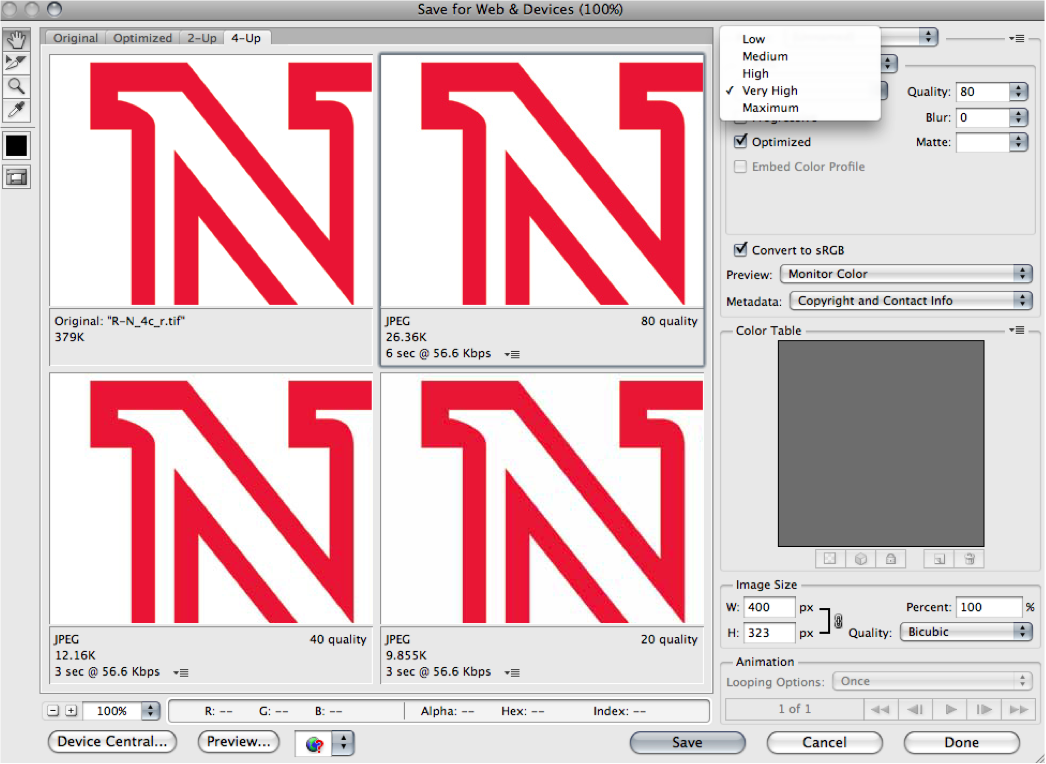 Save for Web & Devices (100%)
Original Optimized 2-Up 4-Up
Low
Medium
High
✓ Very High
Maximum
Quality: 80
Blur: 0
Optimized
Matte:
Embed Color Profile
Convert to sRGB
Preview: Monitor Color
Metadata: Copyright and Contact Info
Original: "R-N_4c_r.tif"
379K
JPEG 80 quality
26.36K
6 sec @ 56.6 Kbps
Color Table
JPEG 40 quality
12.16K
3 sec @ 56.6 Kbps
JPEG 20 quality
9.855K
3 sec @ 56.6 Kbps
Image Size
W: 400 px Percent: 100 %
H: 323 px Quality: Bicubic
Animation
Looping Options: Once
1 of 1
100% R: -- G: -- B: -- Alpha: -- Hex: -- Index: --
Device Central... Preview... Save Cancel Done